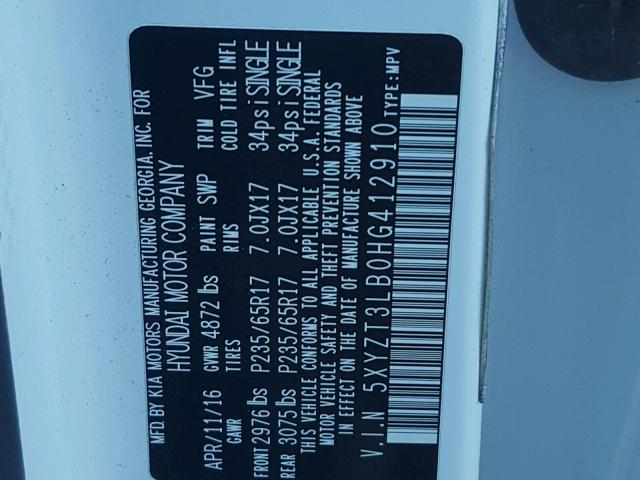 MFD.BY KIA MOTORS MANUFACTURING GEORGIA, INC. FOR
HYUNDAI MOTOR COMPANY
APR/11/16 GVWR 4872 lbs PAINT SWP TRIM VFG
GAWR TIRES RIMS COLD TIRE INFL
FRONT 2976 lbs P235/65R17 7.0JX17 34psi SINGLE
REAR 3075 lbs P235/65R17 7.0JX17 34psi SINGLE
THIS VEHICLE CONFORMS TO ALL APPLICABLE U.S.A. FEDERAL
MOTOR VEHICLE SAFETY AND THEFT PREVENTION STANDARDS
IN EFFECT ON THE DATE OF MANUFACTURE SHOWN ABOVE
V.I.N 5XYZT3LB0HG412910 TYPE:MPV